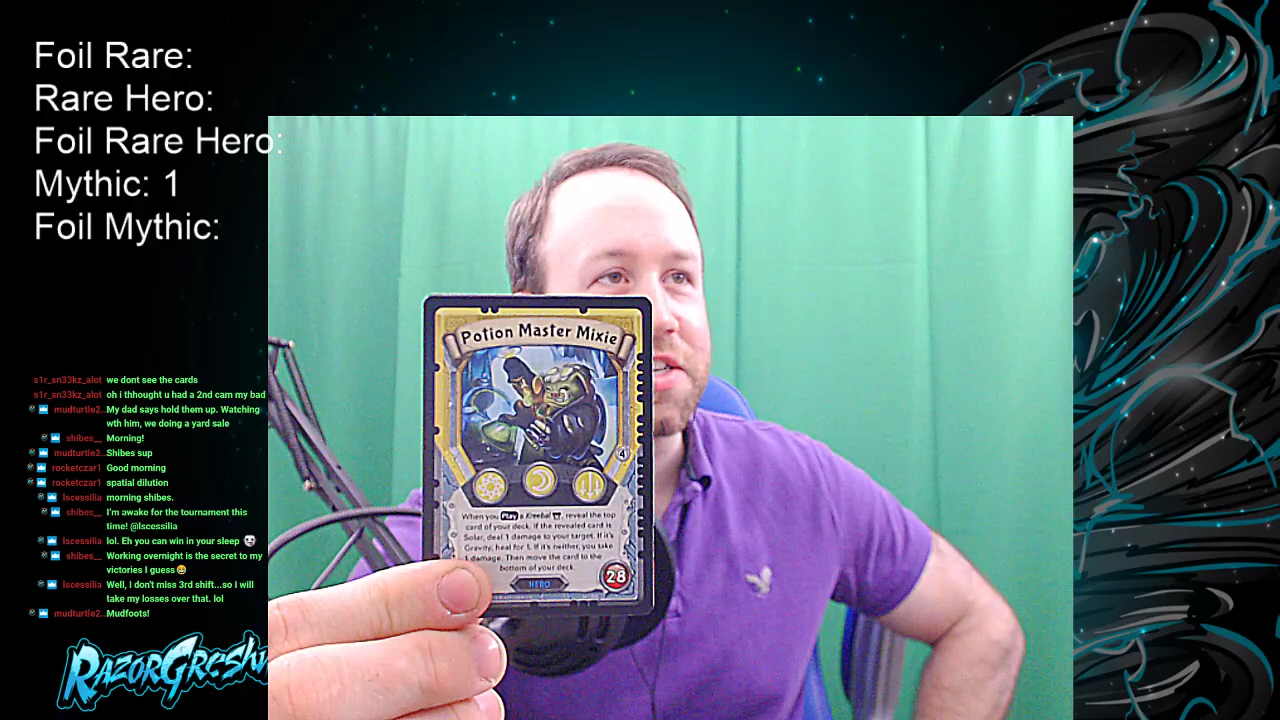 Foil Rare:
Rare Hero:
Foil Rare Hero:
Mythic: 1
Foil Mythic:
s1r_sn33kz_alot we dont see the cards
s1r_sn33kz_alot oh i thhought u had a 2nd cam my bad
mudturtle2.. My dad says hold them up. Watching
wth him, we doing a yard sale
shibes__ Morning!
mudturtle2.. Shibes sup
rocketczar1 Good morning
rocketczar1 spatial dilution
lscessilia morning shibes.
shibes__ I'm awake for the tournament this
time! @lscessilia
lscessilia lol. Eh you can win in your sleep
shibes__ Working overnight is the secret to my
victories I guess
lscessilia Well, I don't miss 3rd shift...so I will
take my losses over that. lol
mudturtle2.. Mudfoots!
Potion Master Mixie
4
When you Play a Kreebal, reveal the top
card of your deck. If the revealed card is
Solar, deal 1 damage to your target. If it's
Gravity, heal for 1. If it's neither, you take
1 damage. Then move the card to the
bottom of your deck.
HERO
28